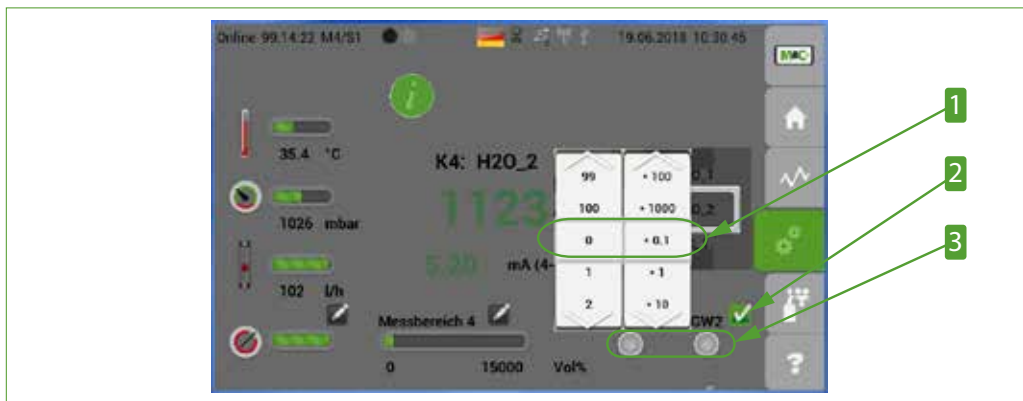 Online 99.14.22 M4/S1 19.06.2018 10:30:45
M&C
35.4 °C
1026 mbar
102 l/h
K4: H2O_2
1123
5.20 mA (4-
99 • 100
100 • 1000
0 • 0.1
1 • 1
2 • 10
O_1
O_2
Messbereich 4
0 15000 Vol%
GW2
?
1
2
3